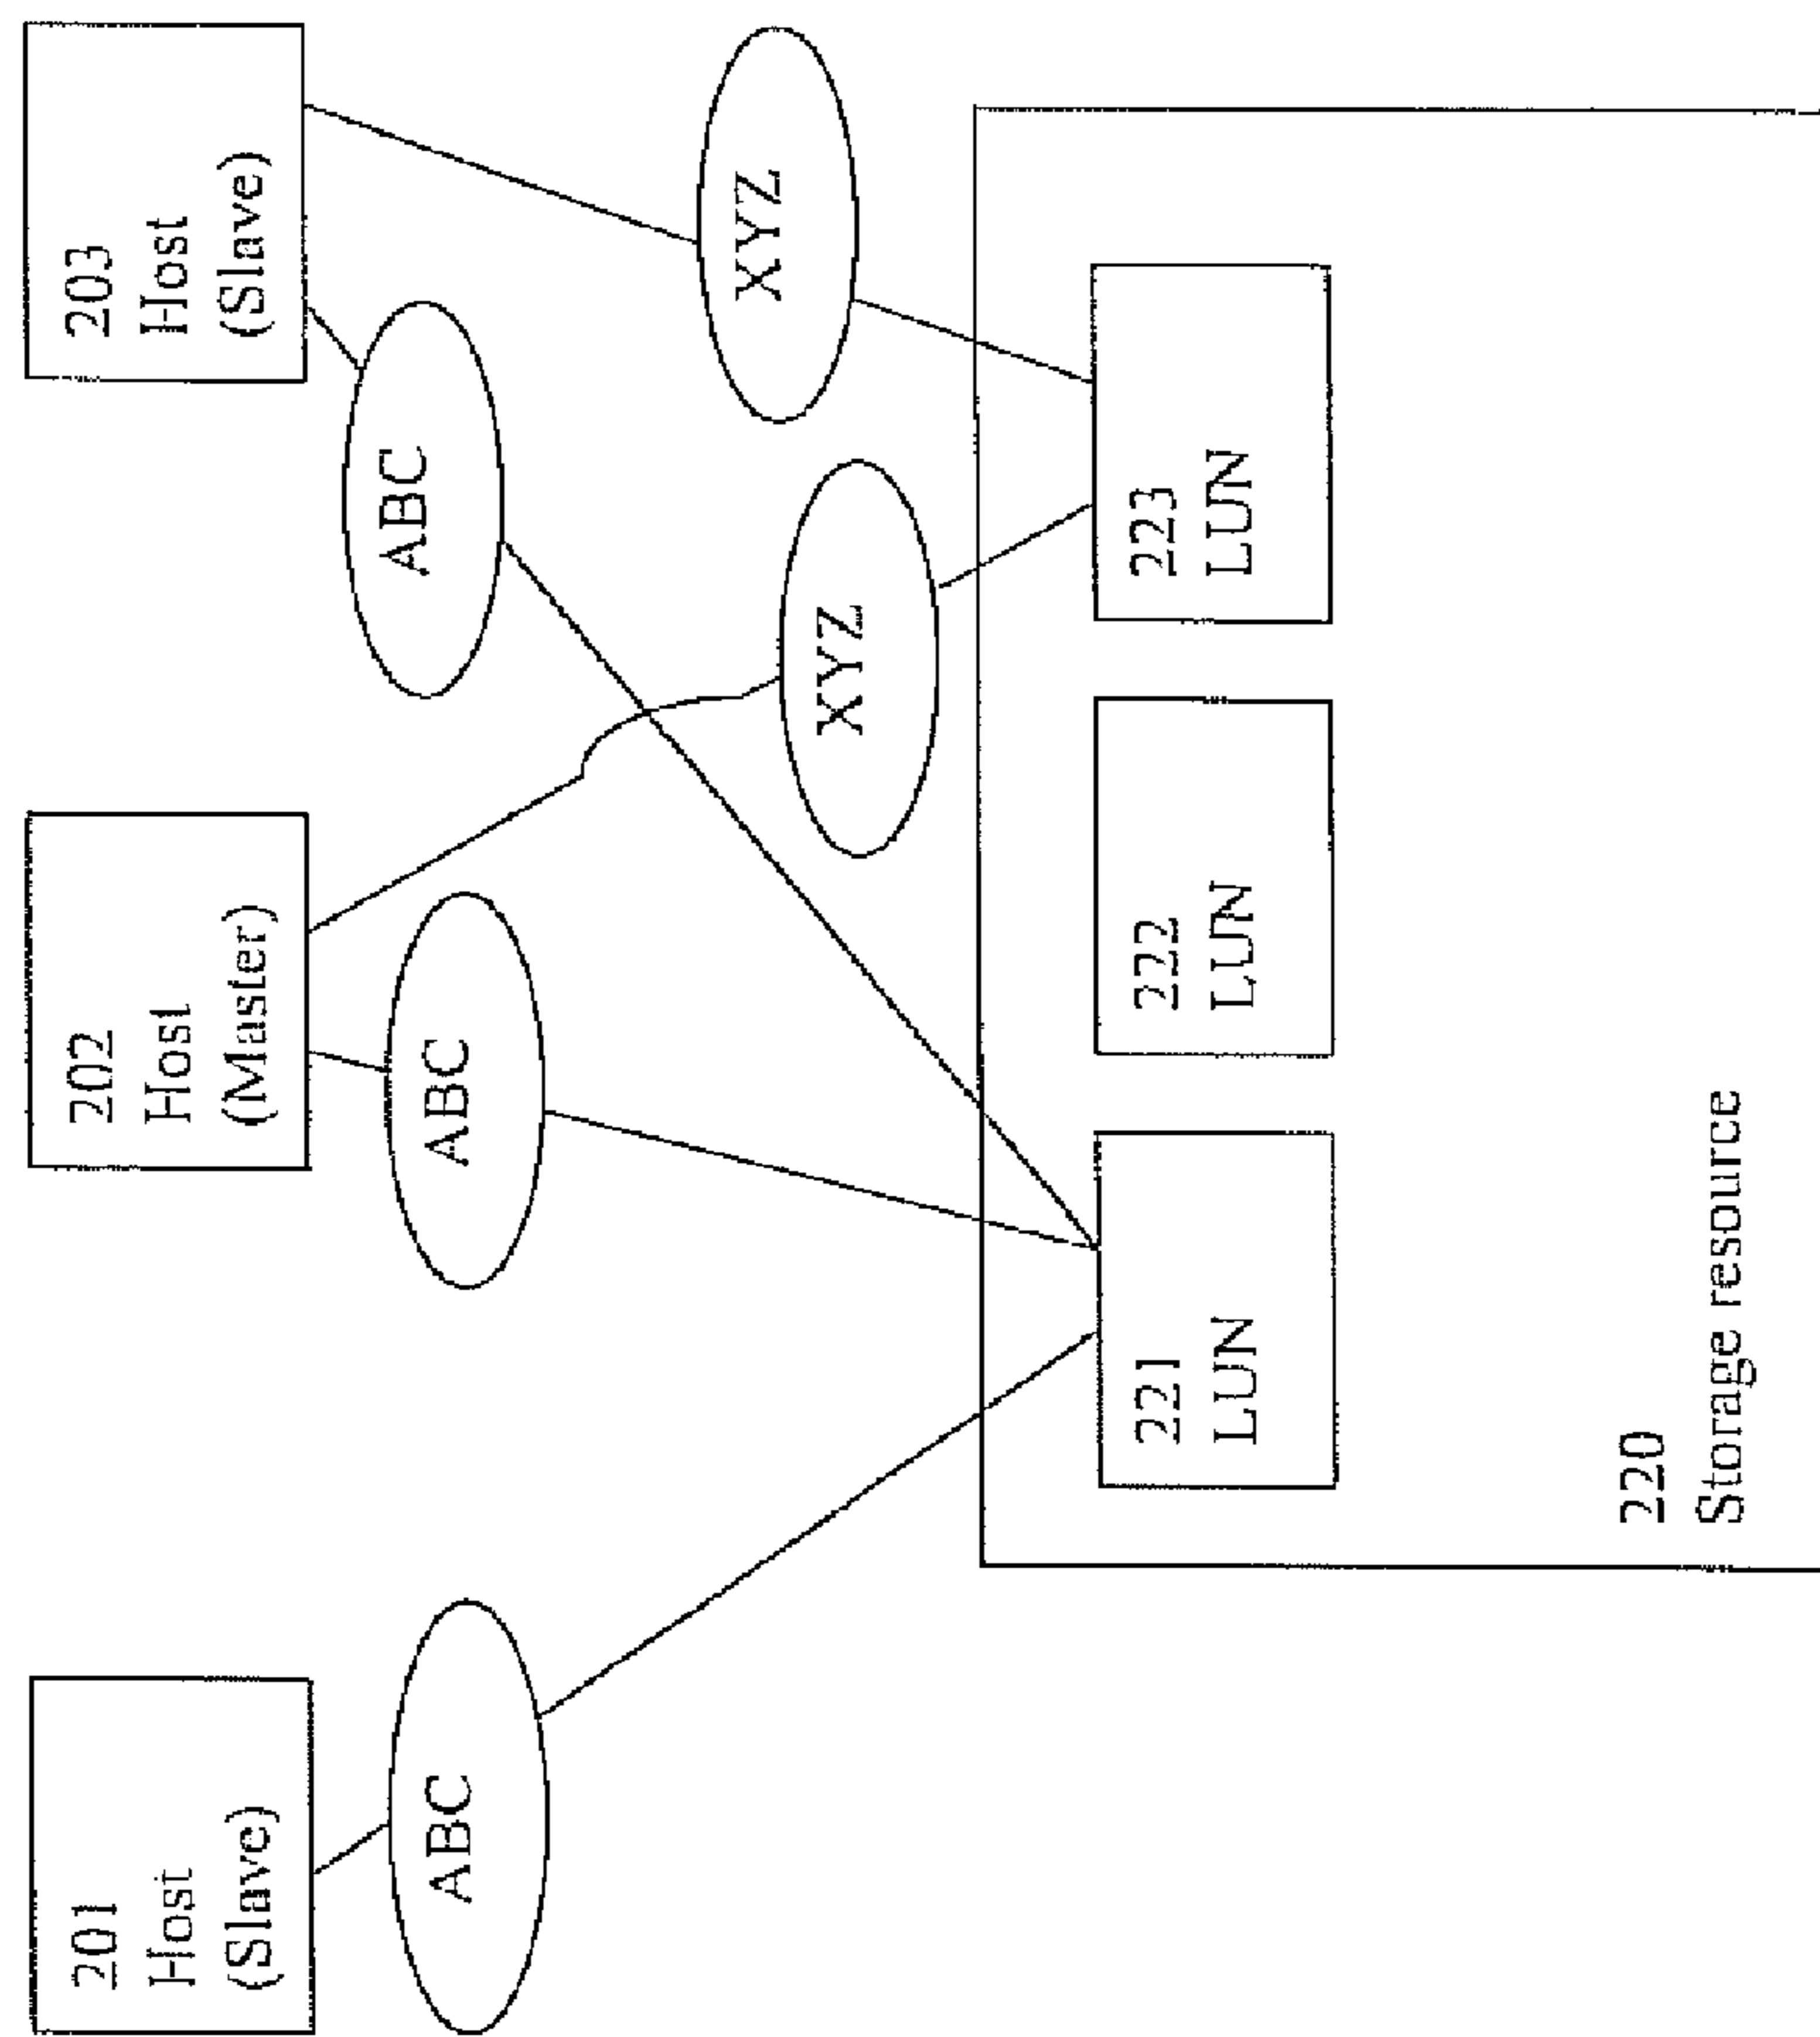 201
Host
(Slave)
202
Host
(Master)
203
Host
(Slave)
ABC
ABC
ABC
XYZ
XYZ
221
LUN
222
LUN
223
LUN
220
Storage resource